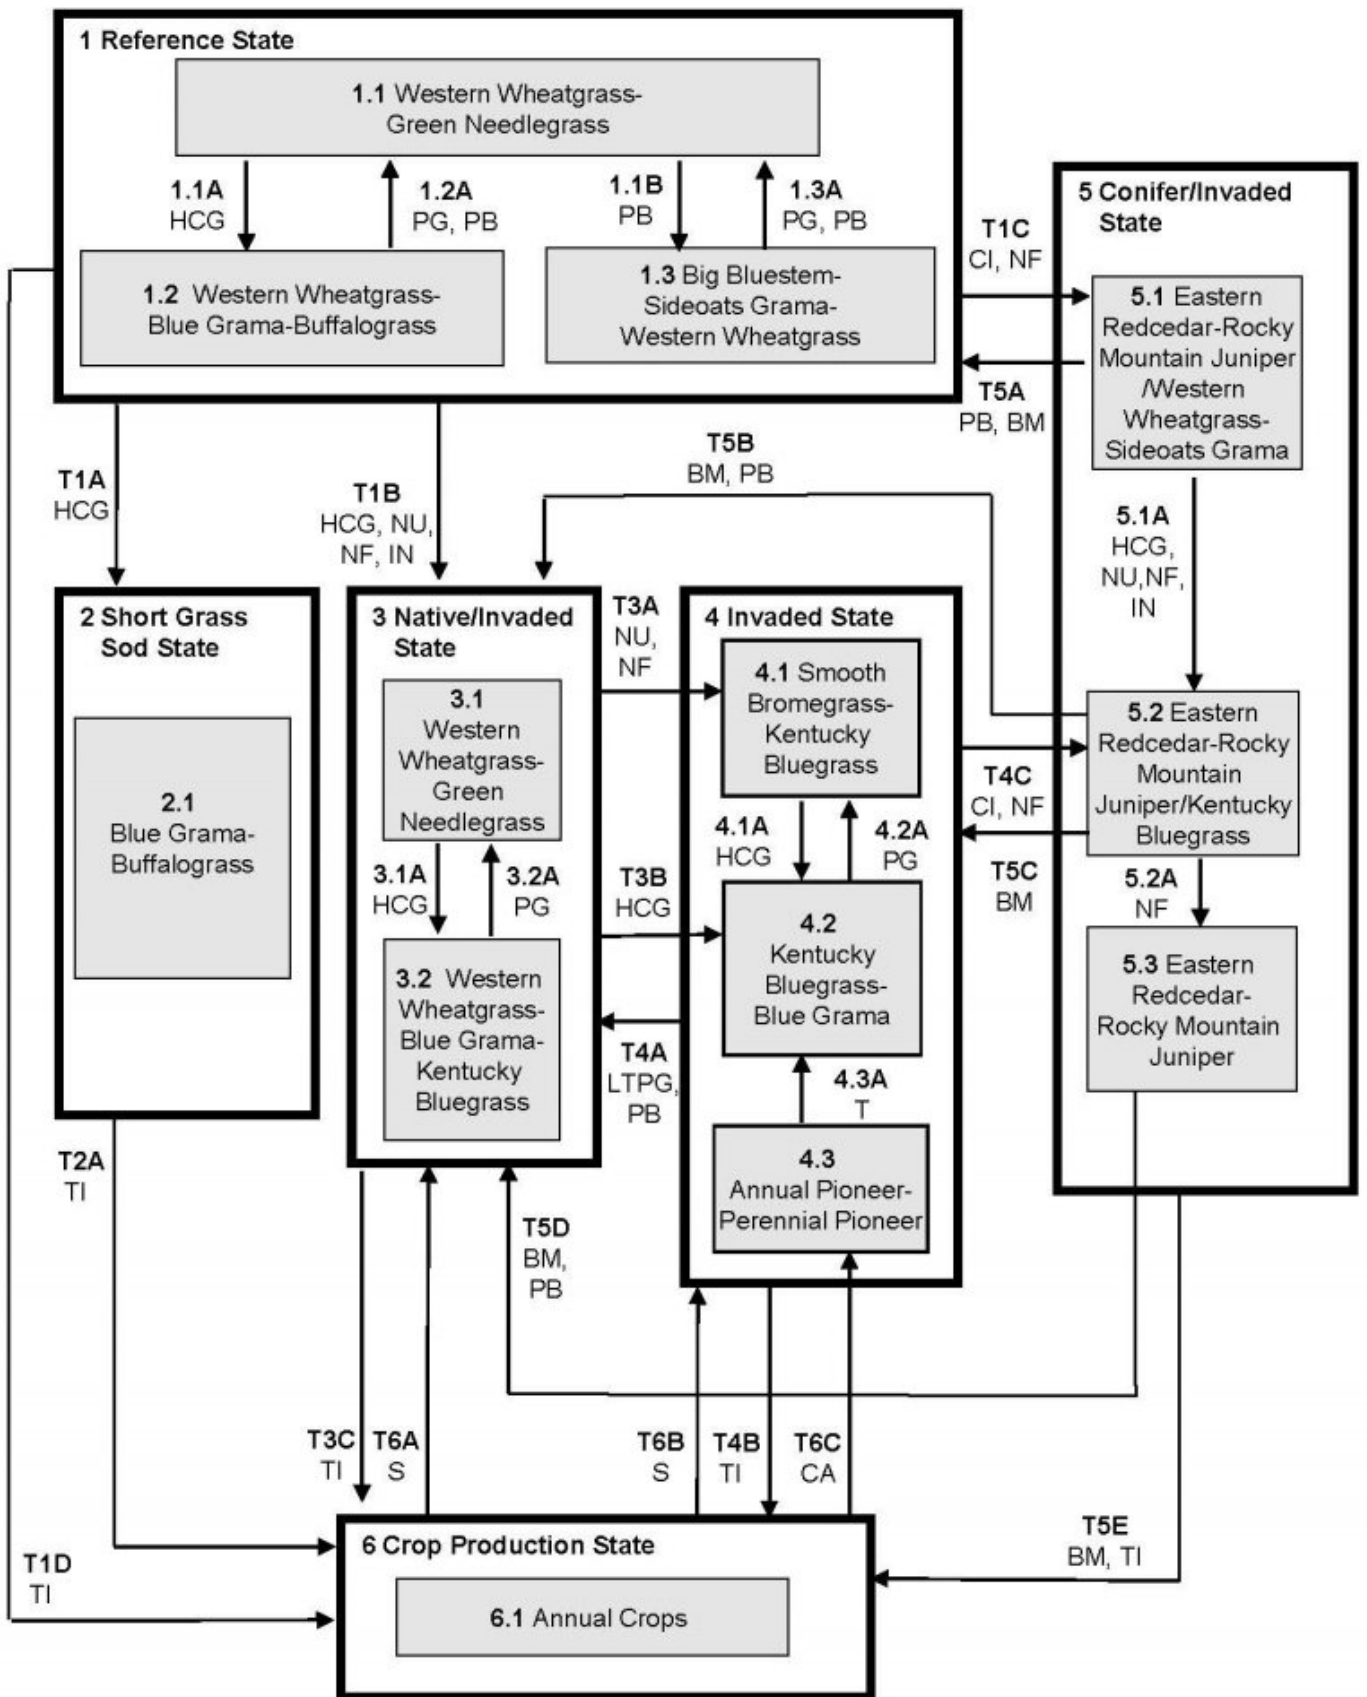 1 Reference State
1.1 Western Wheatgrass-
Green Needlegrass
1.1A
HCG
1.2A
PG, PB
1.1B
PB
1.3A
PG, PB
1.2 Western Wheatgrass-
Blue Grama-Buffalograss
1.3 Big Bluestem-
Sideoats Grama-
Western Wheatgrass
T1C
CI, NF
T5A
PB, BM
5 Conifer/Invaded
State
5.1 Eastern
Redcedar-Rocky
Mountain Juniper
/Western
Wheatgrass-
Sideoats Grama
T1A
HCG
T1B
HCG, NU,
NF, IN
T5B
BM, PB
5.1A
HCG,
NU,NF,
IN
2 Short Grass
Sod State
2.1
Blue Grama-
Buffalograss
3 Native/Invaded
State
3.1
Western
Wheatgrass-
Green
Needlegrass
3.1A
HCG
3.2A
PG
3.2 Western
Wheatgrass-
Blue Grama-
Kentucky
Bluegrass
T3A
NU,
NF
T3B
HCG
T4A
LTPG,
PB
4 Invaded State
4.1 Smooth
Bromegrass-
Kentucky
Bluegrass
4.1A
HCG
4.2A
PG
4.2
Kentucky
Bluegrass-
Blue Grama
4.3A
T
4.3
Annual Pioneer-
Perennial Pioneer
T4C
CI, NF
T5C
BM
5.2 Eastern
Redcedar-Rocky
Mountain
Juniper/Kentucky
Bluegrass
5.2A
NF
5.3 Eastern
Redcedar-
Rocky Mountain
Juniper
T2A
TI
T5D
BM,
PB
T3C
TI
T6A
S
T6B
S
T4B
TI
T6C
CA
T1D
TI
T5E
BM, TI
6 Crop Production State
6.1 Annual Crops